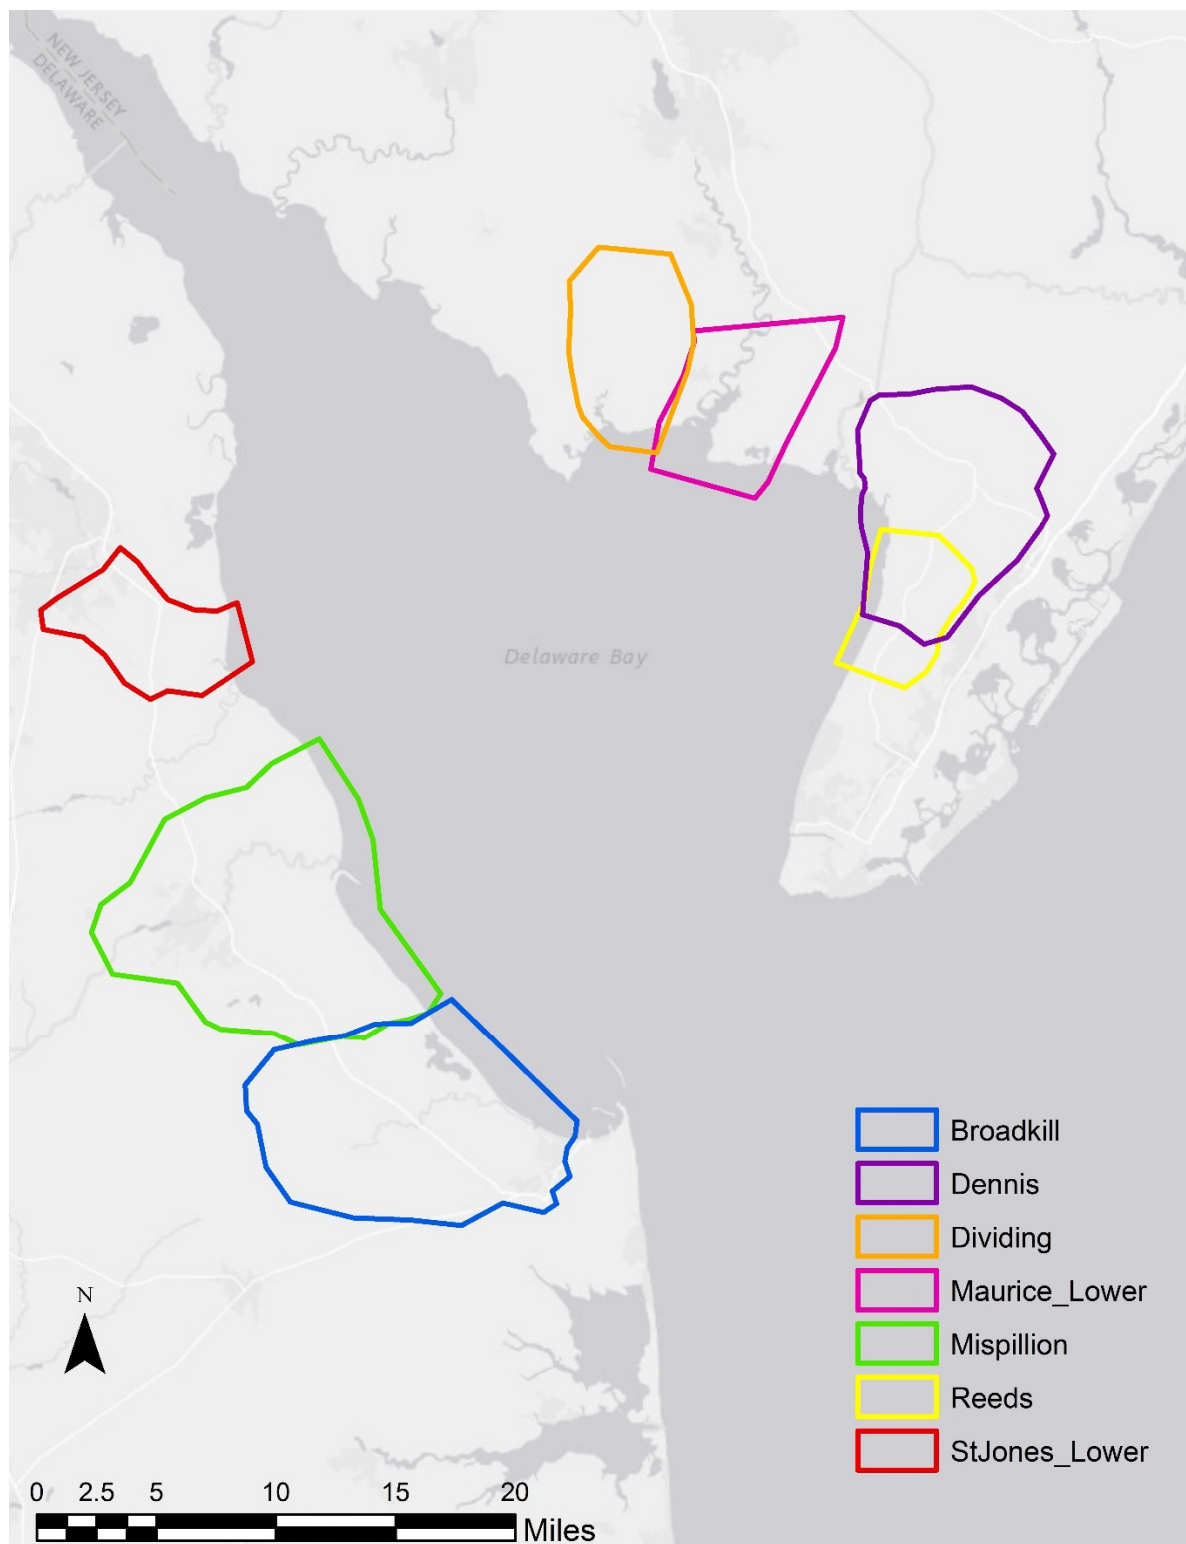 NEW JERSEY
DELAWARE
Delaware Bay
Broadkill
Dennis
Dividing
Maurice_Lower
Mispillion
Reeds
StJones_Lower
N
0 2.5 5 10 15 20
Miles